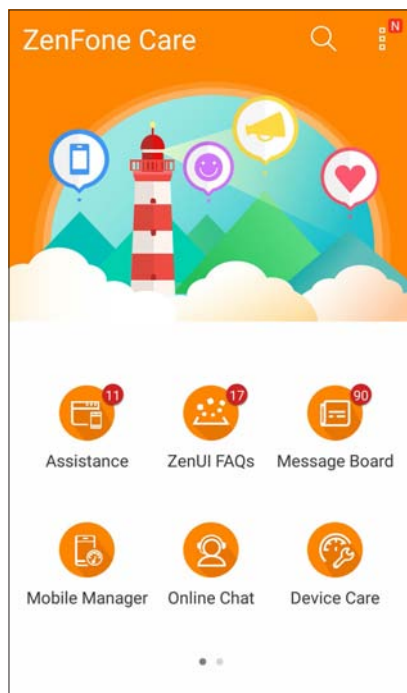 ZenFone Care
N
11
17
90
Assistance
ZenUI FAQs
Message Board
Mobile Manager
Online Chat
Device Care